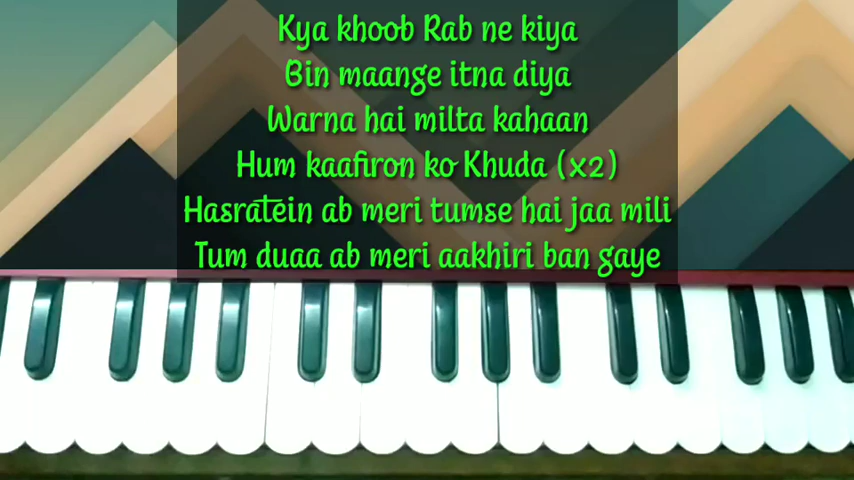 Kya khoob Rab ne kiya
Bin maange itna diya
Warna hai milta kahaan
Hum kaafiron ko Khuda (x2)
Hasratein ab meri tumse hai jaa mili
Tum duaa ab meri aakhiri ban gaye